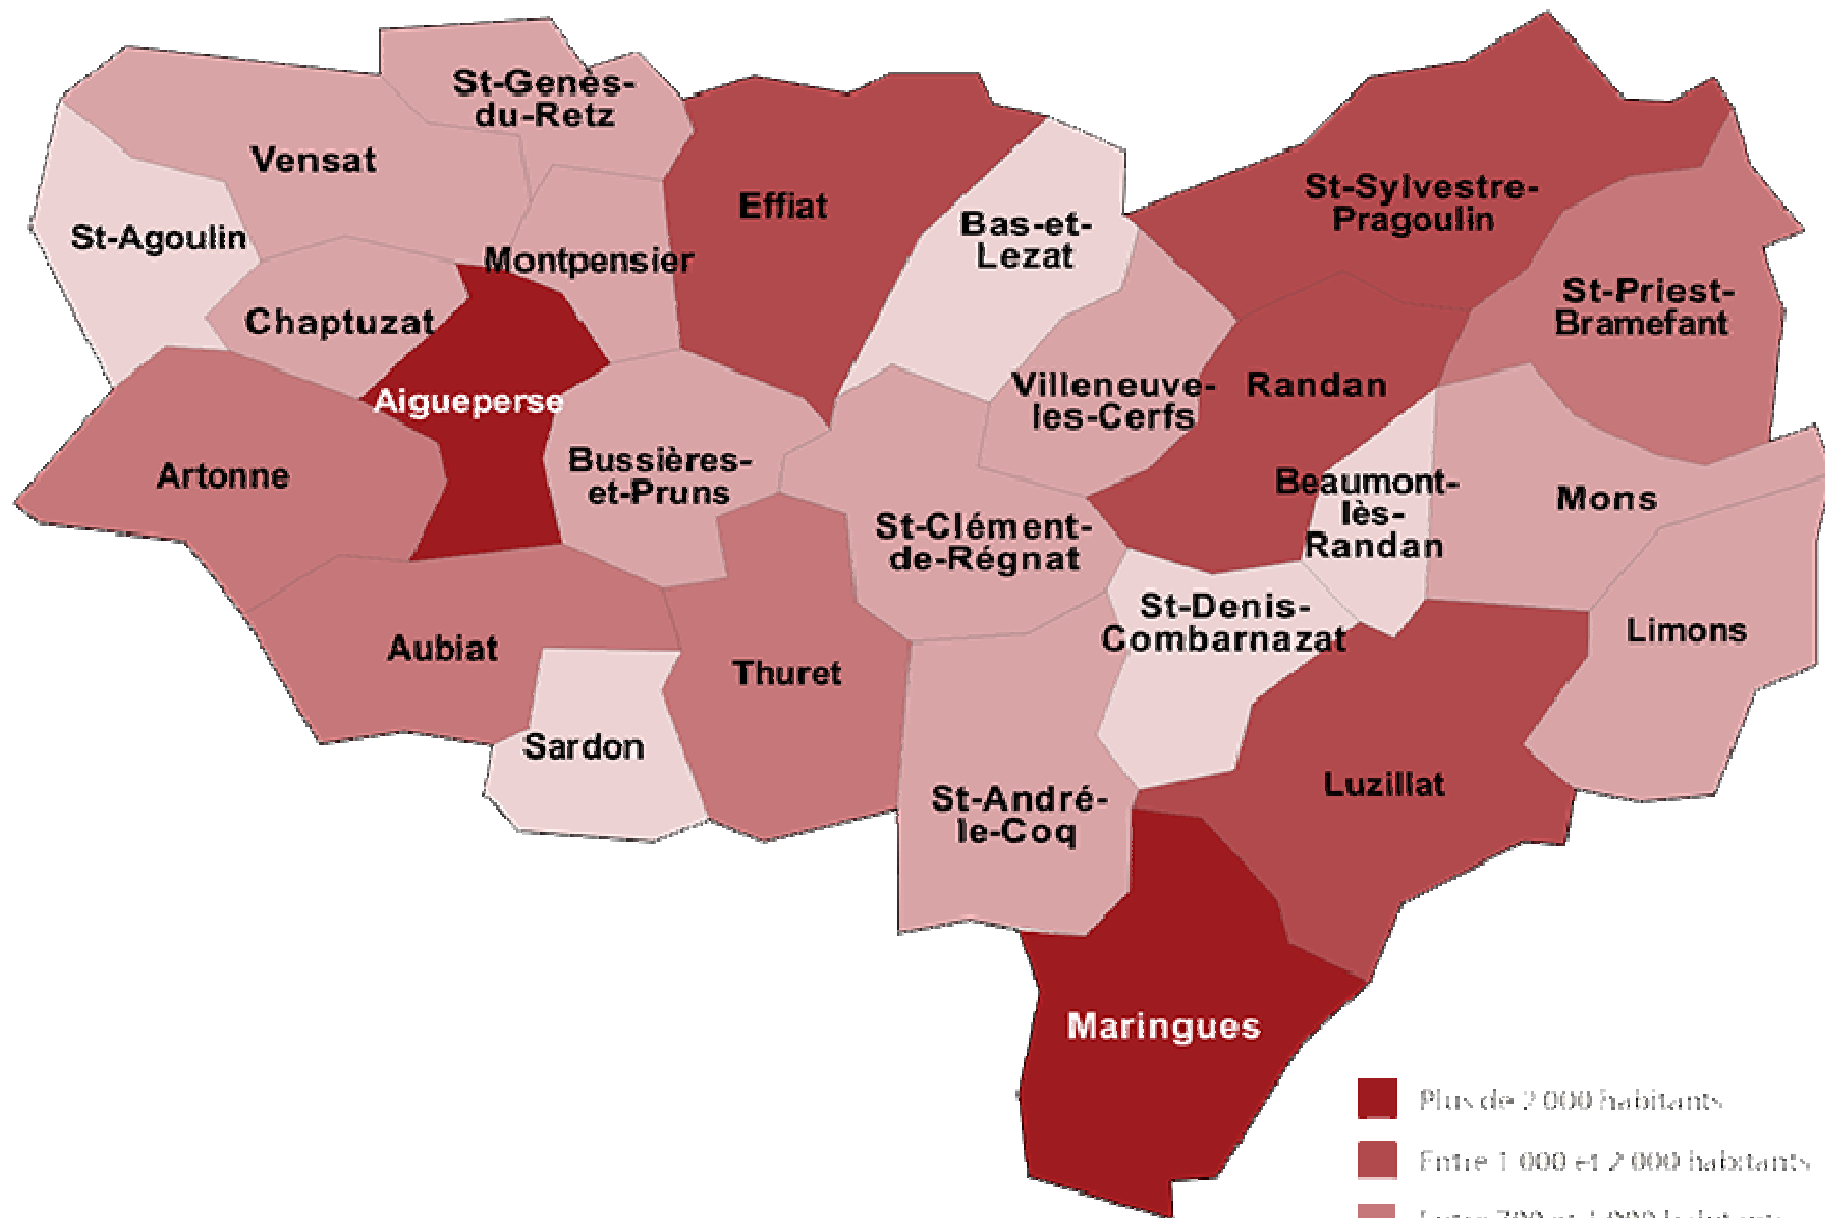 St-Genès-
du-Retz
Vensat
St-Agoulin
Effiat
Bas-et-
Lezat
St-Sylvestre-
Pragoulin
Montpensier
St-Priest-
Bramefant
Chaptuzat
Aigueperse
Villeneuve-
les-Cerfs
Randan
Artonne
Bussières-
et-Pruns
Beaumont-
lès-
Randan
Mons
St-Clément-
de-Régnat
St-Denis-
Combarnazat
Limons
Aubiat
Thuret
Sardon
St-André-
le-Coq
Luzillat
Maringues
Plus de 2 000 habitants
Entre 1 000 et 2 000 habitants